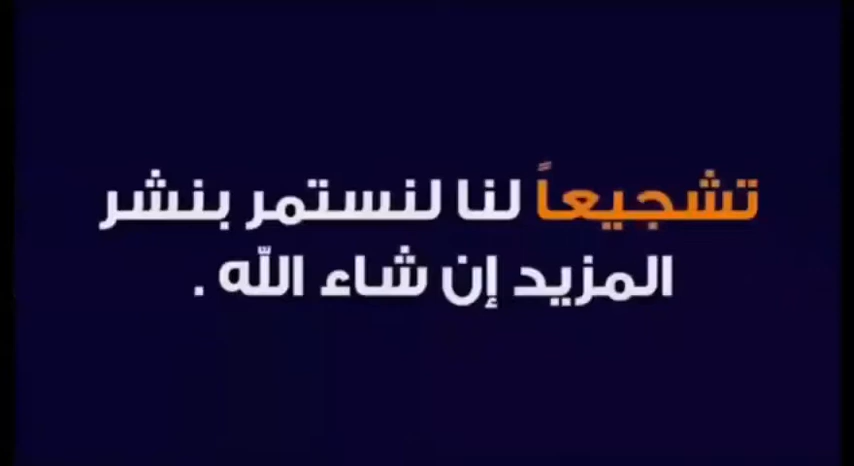 تشجيعاً لنا لنستمر بنشر
المزيد إن شاء الله .